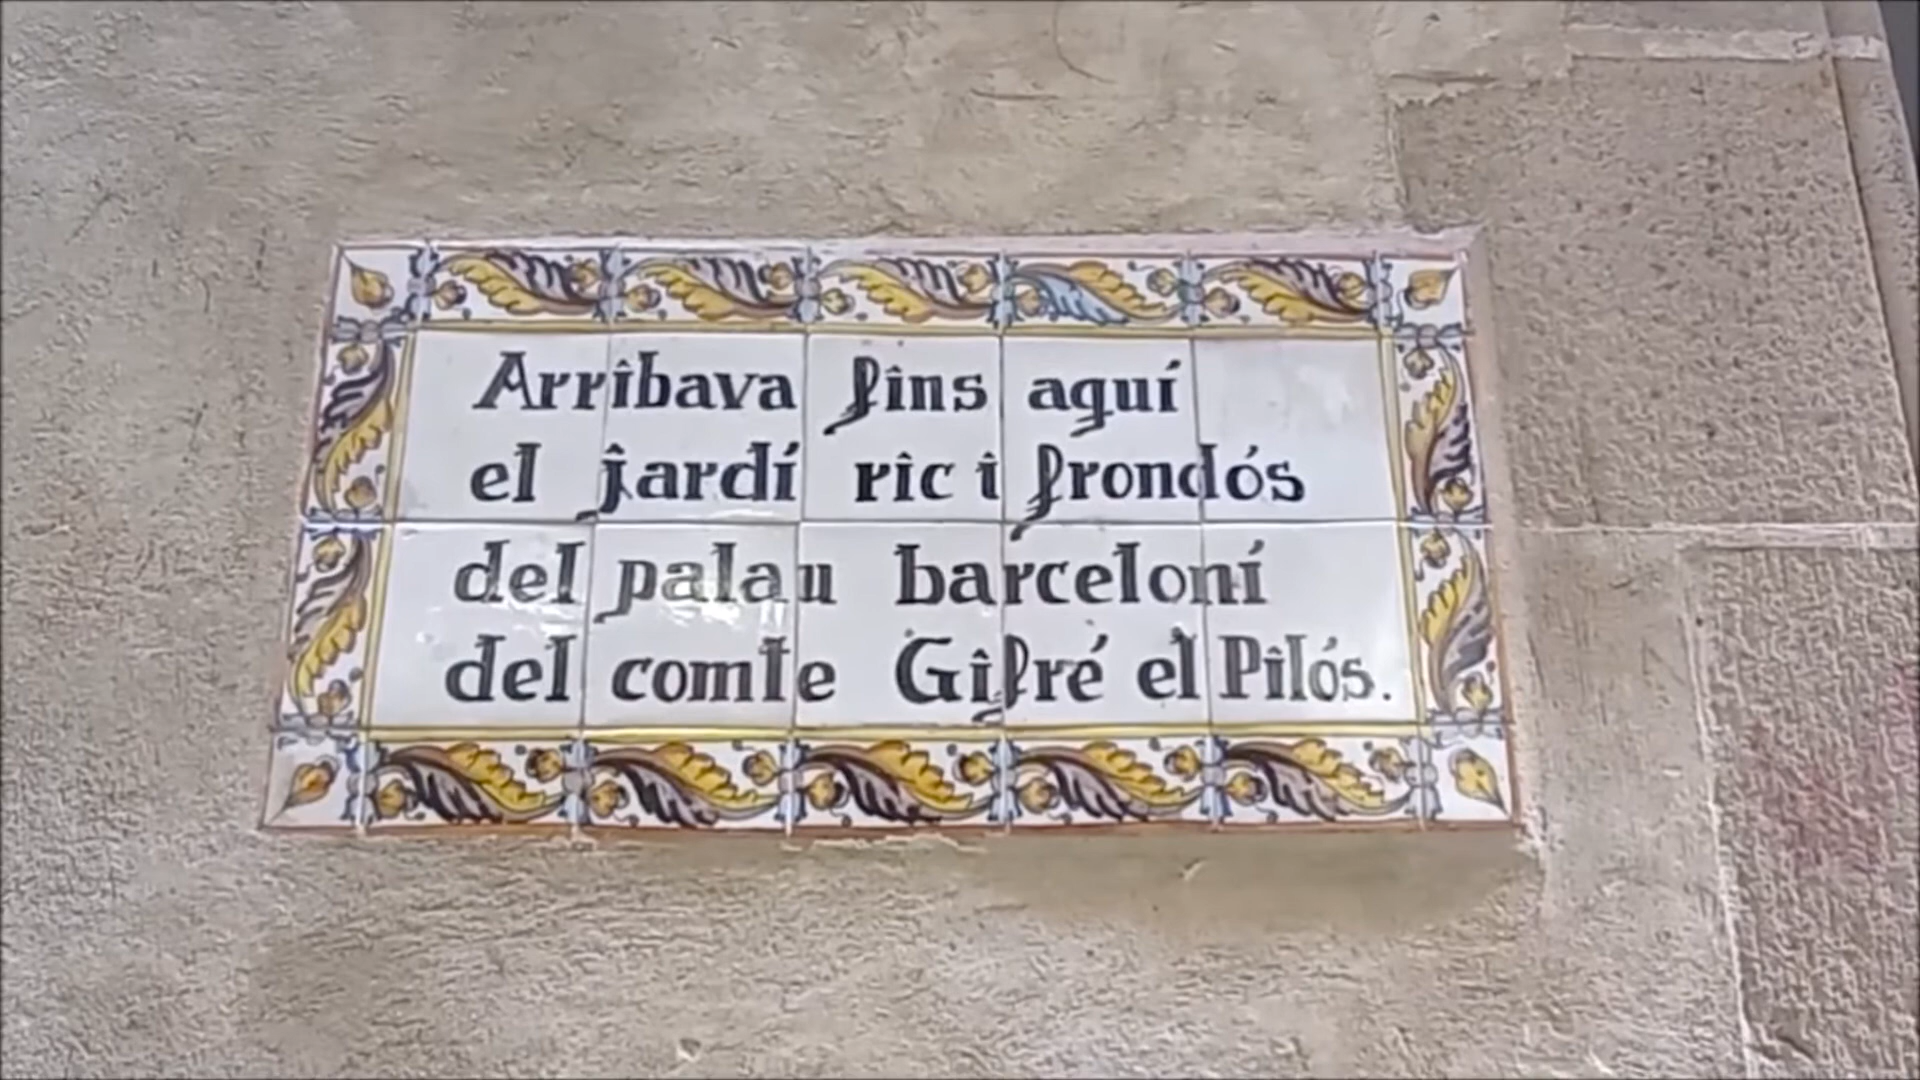 Arribava fins aquí
el jardí ric i frondós
del palau barceloní
del comte Gifré el Pilós.